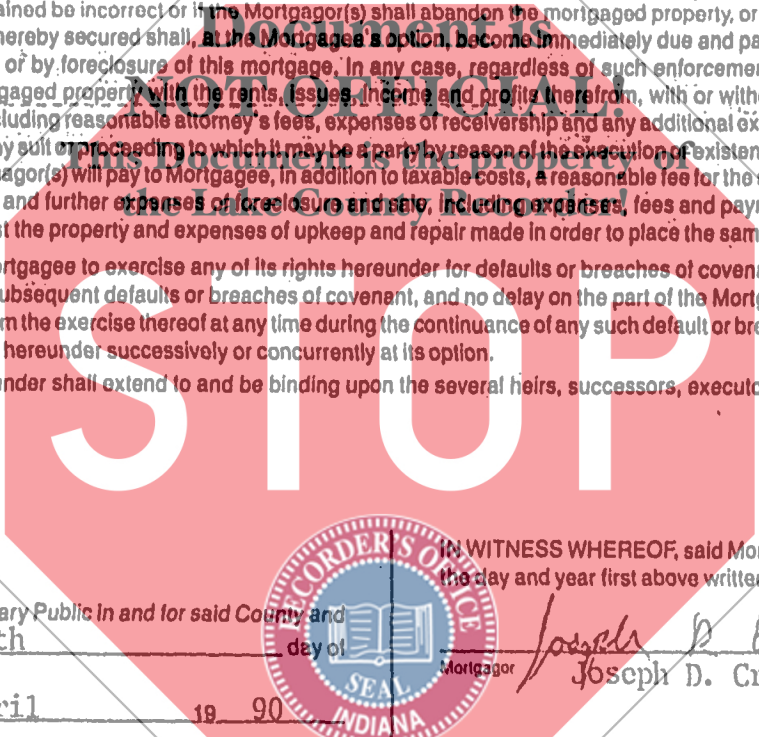 ained be incorrect or if the Mortgagor(s) shall abandon the mortgaged property, or
Document is
hereby secured shall, at the Mortgagee's option, become immediately due and pa
or by foreclosure of this mortgage. In any case, regardless of such enforcemen
NOT OFFICIAL!
gaged property with the rents, issues, income and profits therefrom, with or with
luding reasonable attorney's fees, expenses of receivership and any additional ex
y suit or proceeding to which it may be a party by reason of the execution of existen
This Document is the property of
agor(s) will pay to Mortgagee, in addition to taxable costs, a reasonable fee for the
the Lake County Recorder!
and further expenses of foreclosure and sale, including expenses, fees and payn
t the property and expenses of upkeep and repair made in order to place the sam
rtgagee to exercise any of its rights hereunder for defaults or breaches of covena
ubsequent defaults or breaches of covenant, and no delay on the part of the Mortg
m the exercise thereof at any time during the continuance of any such default or bre
hereunder successively or concurrently at its option.
under shall extend to and be binding upon the several heirs, successors, executo
STOP
RECORDER'S OFFICE
SEAL
INDIANA
IN WITNESS WHEREOF, said Mor
the day and year first above writte
ary Public in and for said County and
th day of
ril 19 90
Joseph D.
Mortgagor Joseph D. Cr